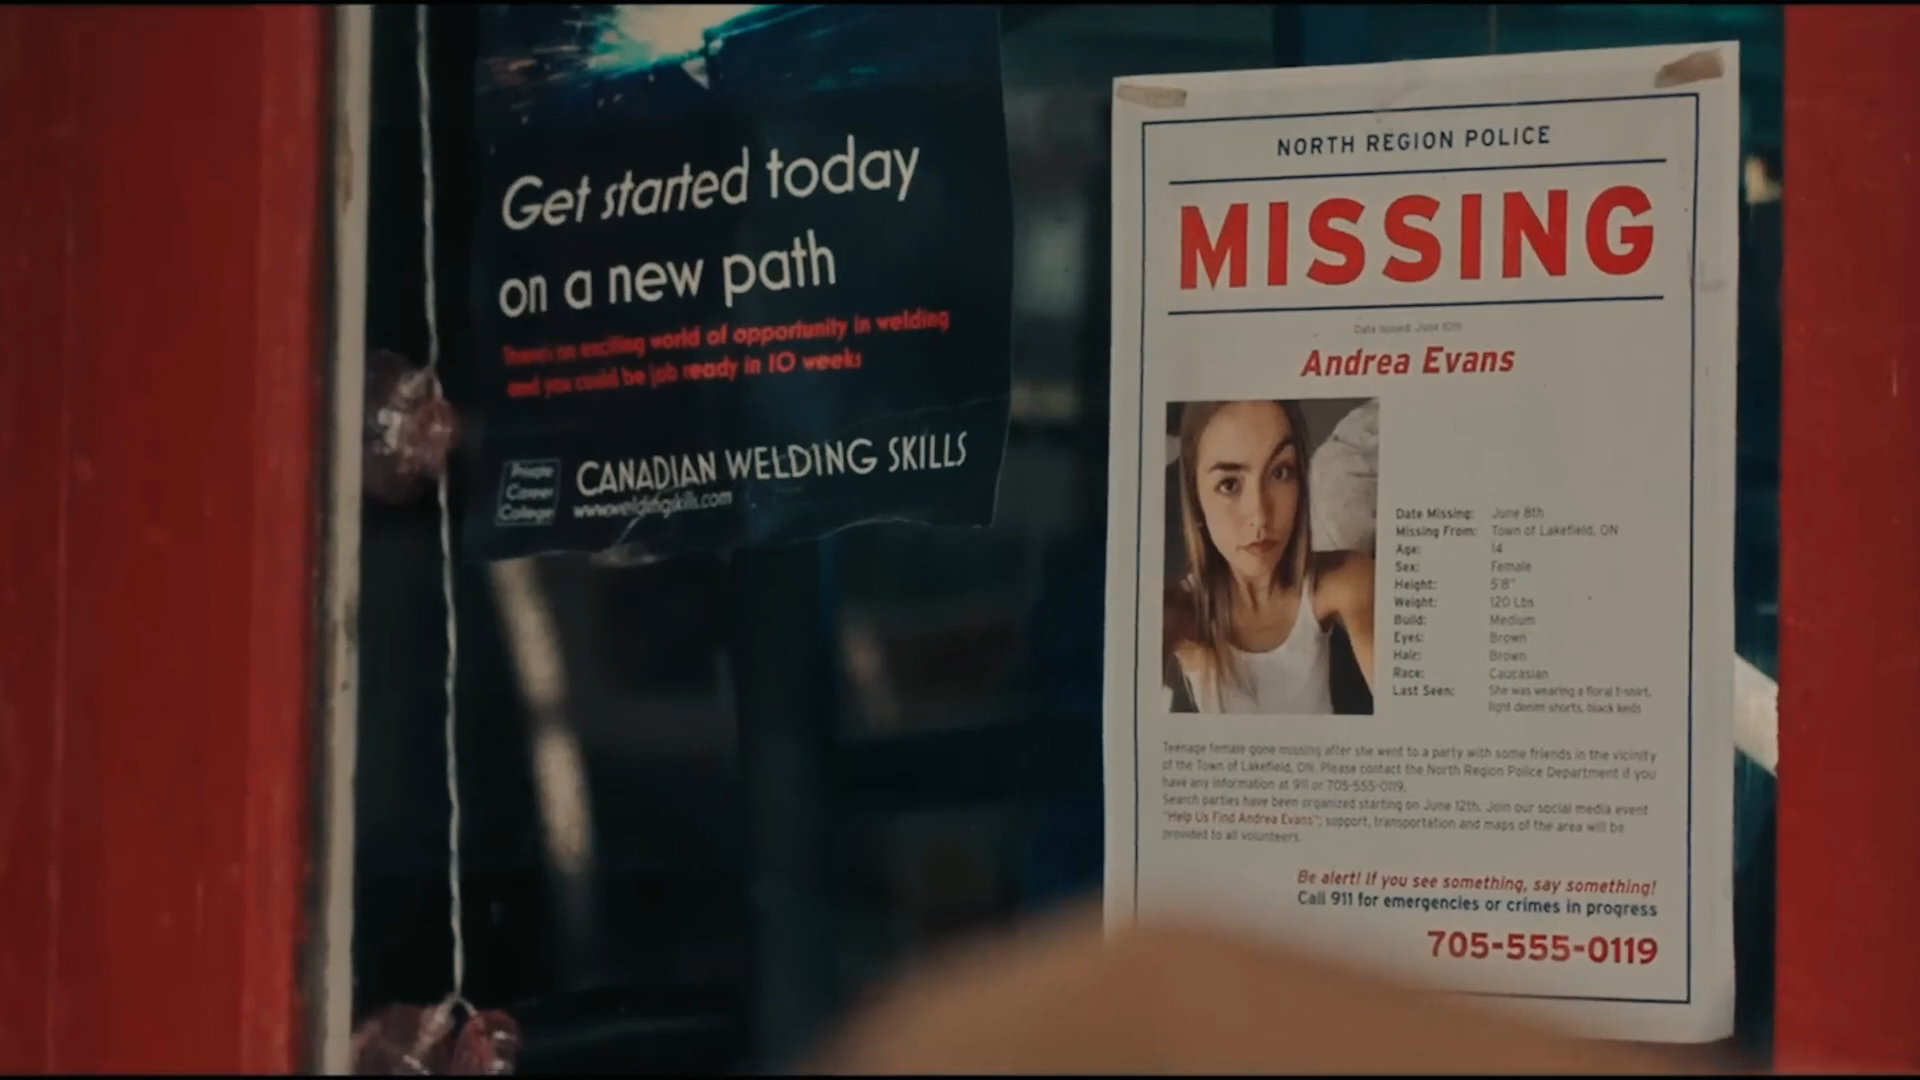 Get started today
on a new path
There's an exciting world of opportunity in welding
and you could be job ready in 10 weeks
Private
Career
College
CANADIAN WELDING SKILLS
www.weldingskills.com
NORTH REGION POLICE
MISSING
Date Issued: June 10th
Andrea Evans
Date Missing: June 8th
Missing From: Town of Lakefield, ON
Age: 14
Sex: Female
Height: 5'8"
Weight: 120 Lbs
Build: Medium
Eyes: Brown
Hair: Brown
Race: Caucasian
Last Seen: She was wearing a floral t-shirt,
light denim shorts, black keds
Teenage female gone missing after she went to a party with some friends in the vicinity
of the Town of Lakefield, ON. Please contact the North Region Police Department if you
have any information at 911 or 705-555-0119.
Search parties have been organized starting on June 12th. Join our social media event
"Help Us Find Andrea Evans"; support, transportation and maps of the area will be
provided to all volunteers.
Be alert! If you see something, say something!
Call 911 for emergencies or crimes in progress
705-555-0119